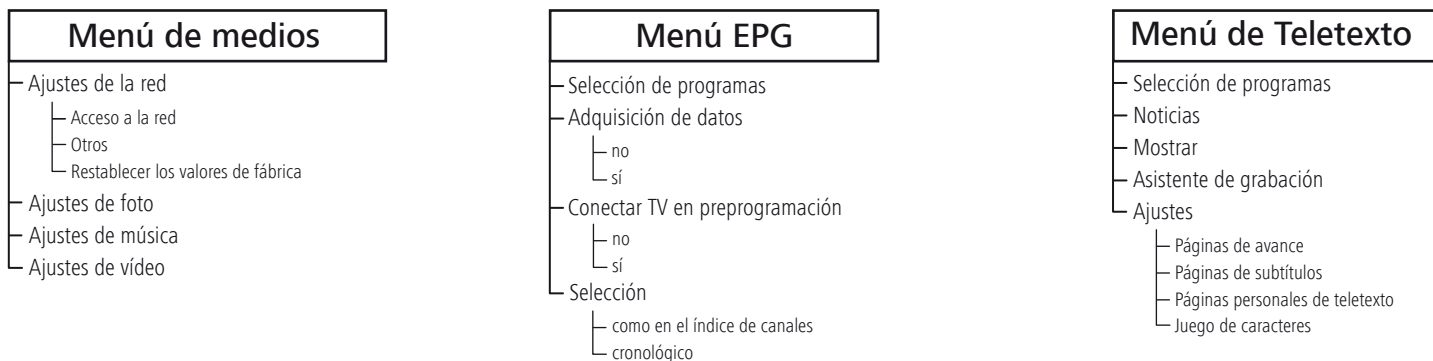 Menú de medios
Ajustes de la red
Acceso a la red
Otros
Restablecer los valores de fábrica
Ajustes de foto
Ajustes de música
Ajustes de vídeo
Menú EPG
Selección de programas
Adquisición de datos
no
sí
Conectar TV en preprogramación
no
sí
Selección
como en el índice de canales
cronológico
Menú de Teletexto
Selección de programas
Noticias
Mostrar
Asistente de grabación
Ajustes
Páginas de avance
Páginas de subtítulos
Páginas personales de teletexto
Juego de caracteres